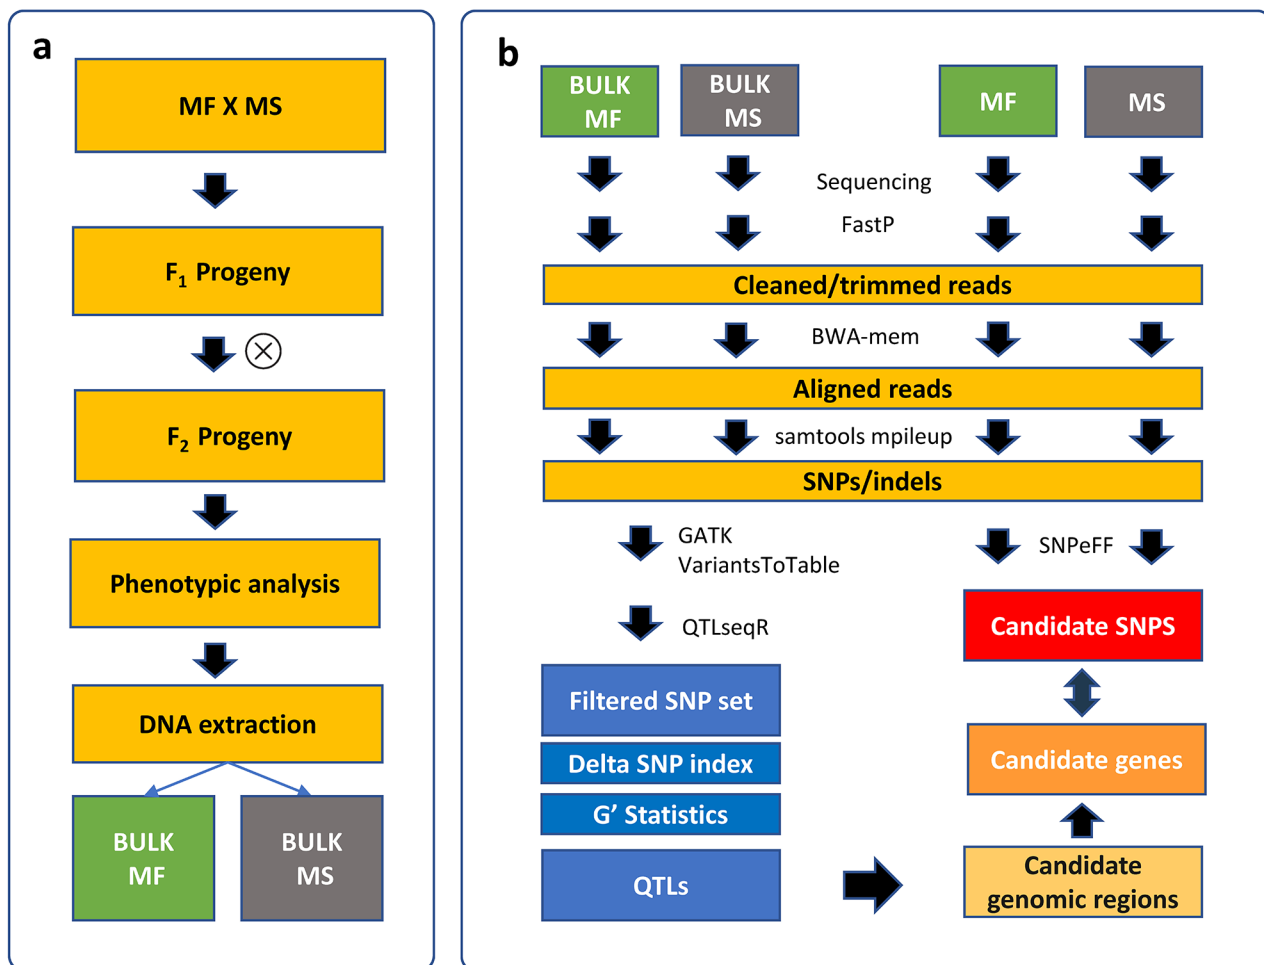 a
MF X MS
F1 Progeny
F2 Progeny
Phenotypic analysis
DNA extraction
BULK
MF
BULK
MS
b
BULK
MF
BULK
MS
MF
MS
Sequencing
FastP
Cleaned/trimmed reads
BWA-mem
Aligned reads
samtools mpileup
SNPs/indels
GATK
VariantsToTable
QTLseqR
Filtered SNP set
Delta SNP index
G’ Statistics
QTLs
SNPeFF
Candidate SNPS
Candidate genes
Candidate
genomic regions